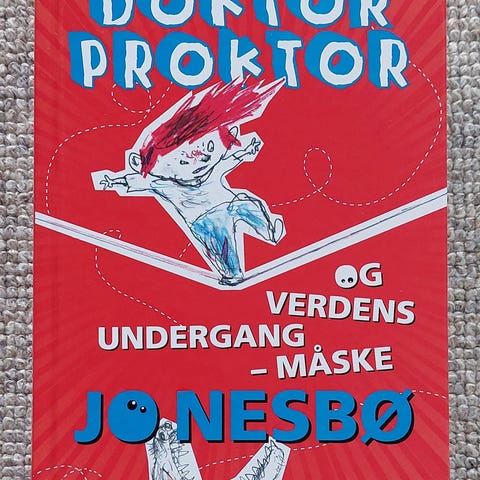 DOKTOR
PROKTOR
OG
VERDENS
UNDERGANG
– MÅSKE
JO NESBØ